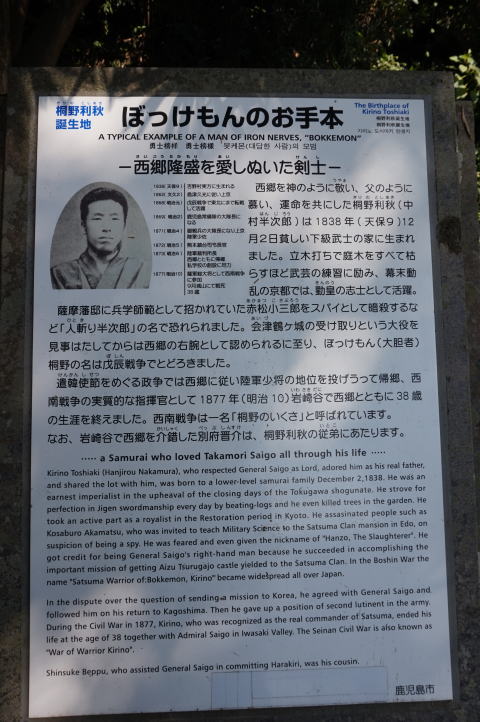 桐野利秋
誕生地
ぼっけもんのお手本
The Birthplace of
Kirino Toshiaki
A TYPICAL EXAMPLE OF A MAN OF IRON NERVES, "BOKKEMON"
－西郷隆盛を愛しぬいた剣士－
西郷を神のように敬い、父のように
慕い、運命を共にした桐野利秋(中
村半次郎)は1838年(天保9)12
月2日貧しい下級武士の家に生まれ
ました。立木打ちで庭木をすべて枯
らすほど武芸の練習に励み、幕末動
乱の京都では、勤皇の志士として活躍。
薩摩藩邸に兵学師範として招かれていた赤松小三郎をスパイとして暗殺するな
ど「人斬り半次郎」の名で恐れられました。会津鶴ケ城の受け取りという大役を
見事はたしてからは西郷の右腕として認められるに至り、ぼっけもん(大胆者)
桐野の名は戊辰戦争でとどろきました。
遣韓使節をめぐる政争では西郷に従い陸軍少将の地位を投げうって帰郷、西
南戦争の実質的な指揮官として1877年(明治10)岩崎谷で西郷とともに38歳
の生涯を終えました。西南戦争は一名「桐野のいくさ」と呼ばれています。
なお、岩崎谷で西郷を介錯した別府晋介は、桐野利秋の従弟にあたります。
····· a Samurai who loved Takamori Saigo all through his life ·····
Kirino Toshiaki (Hanjirou Nakamura), who respected General Saigo as Lord, adored him as his real father,
and shared the lot with him, was born to a lower-level samurai family December 2,1838. He was an
earnest imperialist in the upheaval of the closing days of the Tokugawa shogunate. He strove for
perfection in Jigen swordmanship every day by beating-logs and he even killed trees in the garden. He
took an active part as a royalist in the Restoration period in Kyoto. He assasinated people such as
Kosaburo Akamatsu, who was invited to teach Military Science to the Satsuma Clan mansion in Edo, on
suspicion of being a spy. He was feared and even given the nickname of "Hanzo, The Slaughterer". He
got credit for being General Saigo's right-hand man because he succeeded in accomplishing the
important mission of getting Aizu Tsurugajo castle yielded to the Satsuma Clan. In the Boshin War the
name "Satsuma Warrior of:Bokkemon, Kirino" became widespread all over Japan.
In the dispute over the question of sending a mission to Korea, he agreed with General Saigo and
followed him on his return to Kagoshima. Then he gave up a position of second lutinent in the army.
During the Civil War in 1877, Kirino, who was recognized as the real comander of Satsuma, ended his
life at the age of 38 together with Admiral Saigo in Iwasaki Valley. The Seinan Civil War is also known as
"War of Warrior Kirino".
Shinsuke Beppu, who assisted General Saigo in committing Harakiri, was his cousin.
鹿児島市